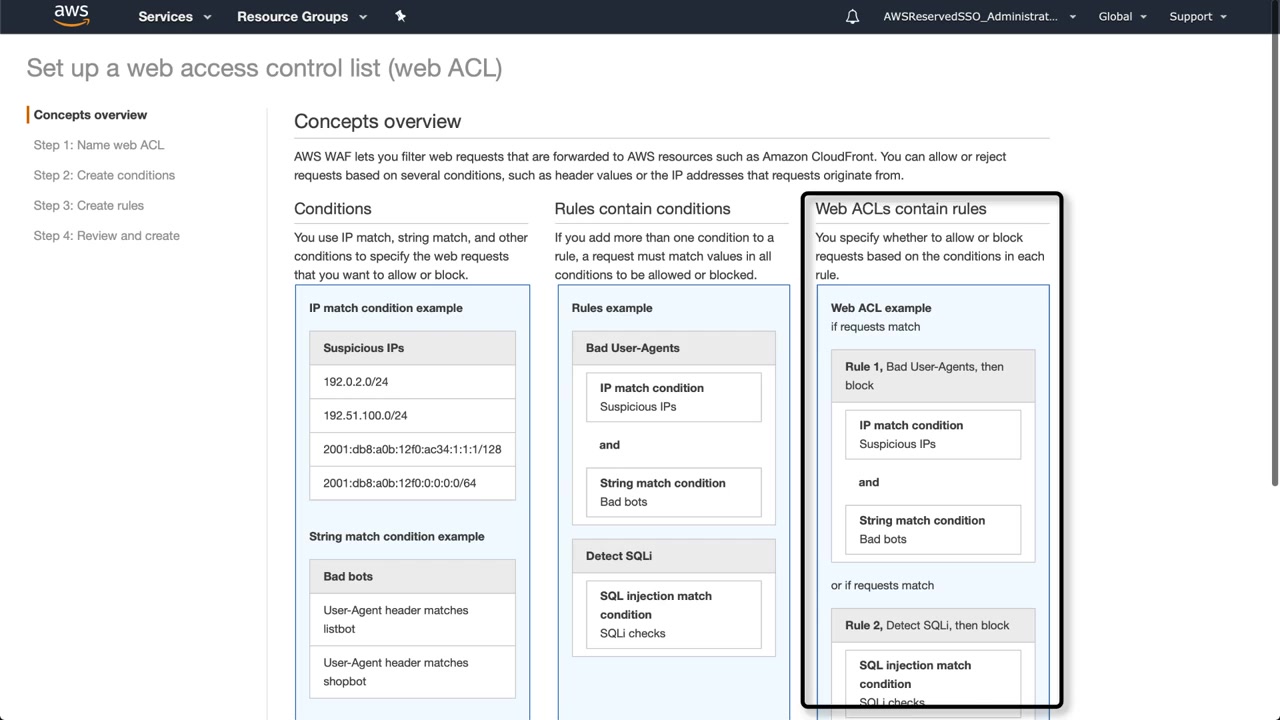 aws
Services
Resource Groups
AWSReservedSSO_Administrat...
Global
Support
Set up a web access control list (web ACL)
Concepts overview
Step 1: Name web ACL
Step 2: Create conditions
Step 3: Create rules
Step 4: Review and create
Concepts overview
AWS WAF lets you filter web requests that are forwarded to AWS resources such as Amazon CloudFront. You can allow or reject
requests based on several conditions, such as header values or the IP addresses that requests originate from.
Conditions
You use IP match, string match, and other
conditions to specify the web requests
that you want to allow or block.
IP match condition example
Suspicious IPs
192.0.2.0/24
192.51.100.0/24
2001:db8:a0b:12f0:ac34:1:1:1/128
2001:db8:a0b:12f0:0:0:0:0/64
String match condition example
Bad bots
User-Agent header matches
listbot
User-Agent header matches
shopbot
Rules contain conditions
If you add more than one condition to a
rule, a request must match values in all
conditions to be allowed or blocked.
Rules example
Bad User-Agents
IP match condition
Suspicious IPs
and
String match condition
Bad bots
Detect SQLi
SQL injection match
condition
SQLi checks
Web ACLs contain rules
You specify whether to allow or block
requests based on the conditions in each
rule.
Web ACL example
if requests match
Rule 1, Bad User-Agents, then
block
IP match condition
Suspicious IPs
and
String match condition
Bad bots
or if requests match
Rule 2, Detect SQLi, then block
SQL injection match
condition
SQLi checks